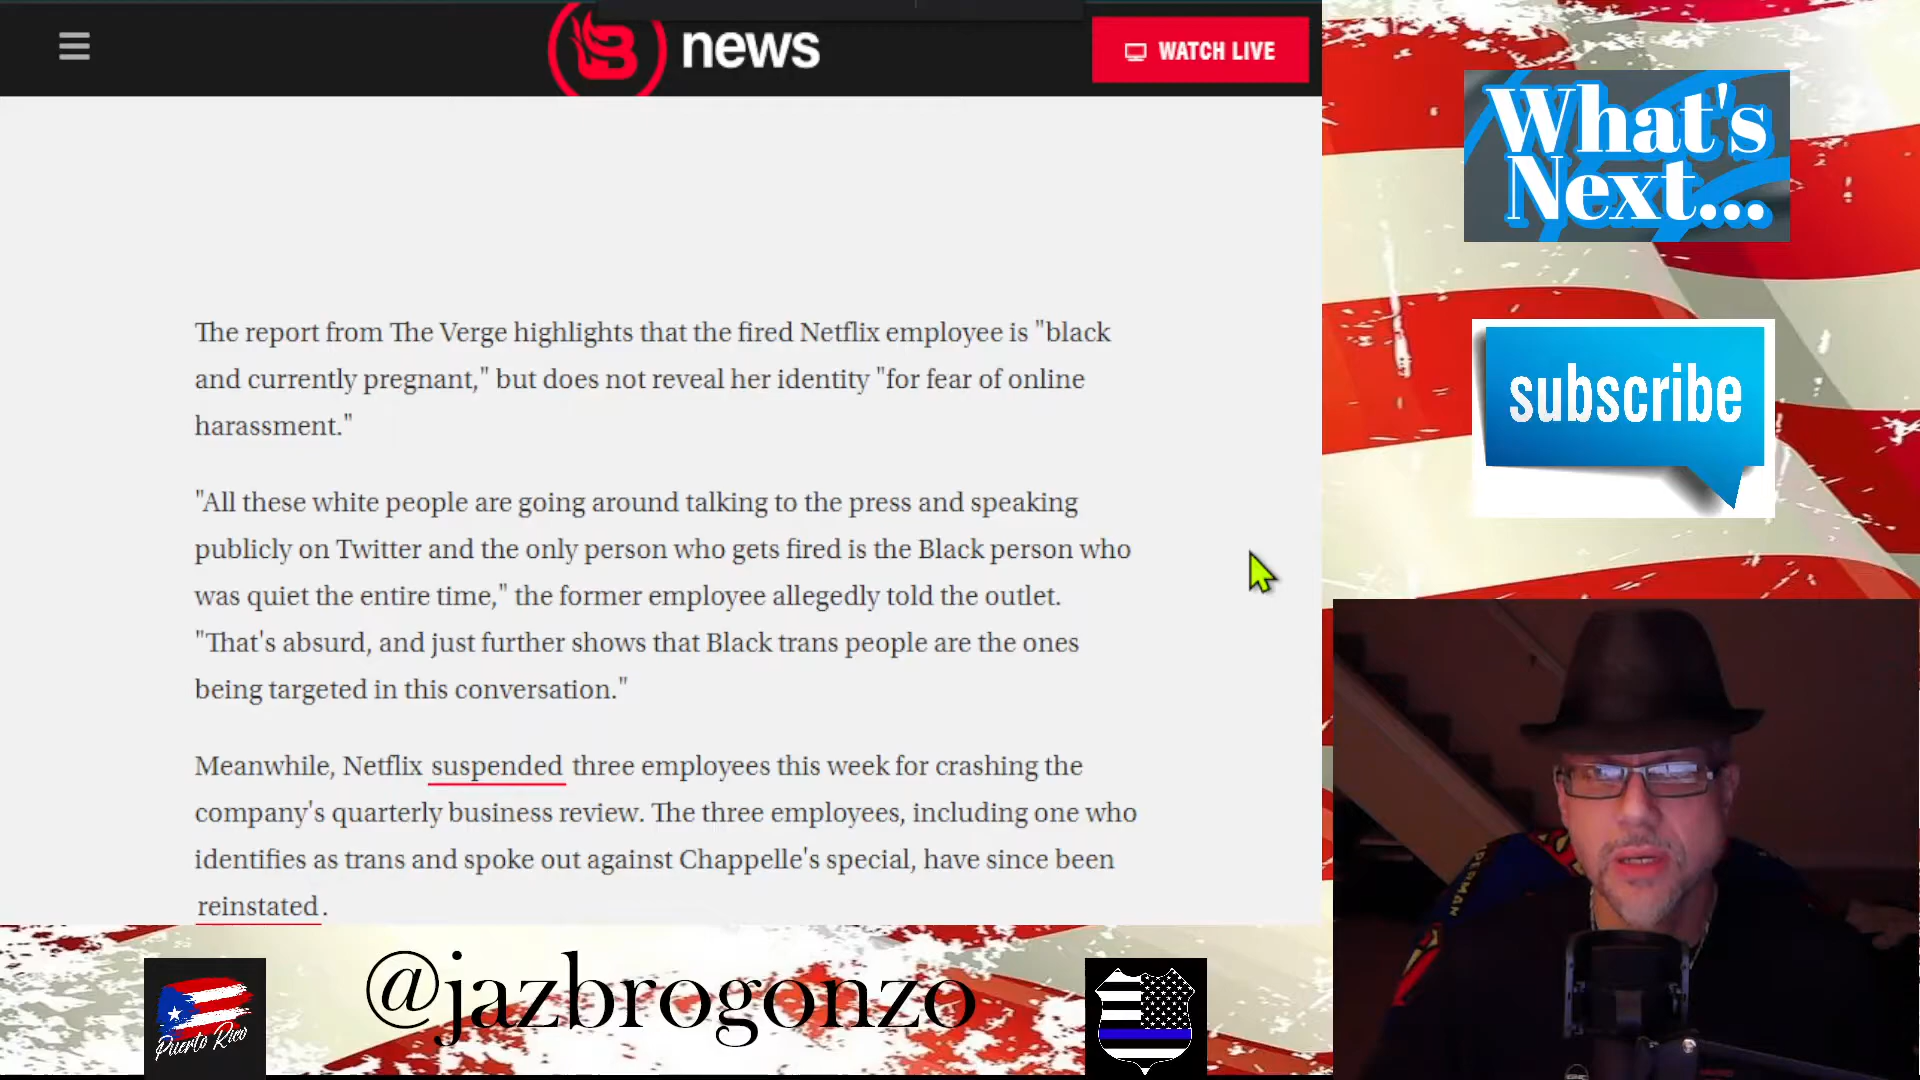 B news
WATCH LIVE
The report from The Verge highlights that the fired Netflix employee is "black
and currently pregnant," but does not reveal her identity "for fear of online
harassment."
"All these white people are going around talking to the press and speaking
publicly on Twitter and the only person who gets fired is the Black person who
was quiet the entire time," the former employee allegedly told the outlet.
"That's absurd, and just further shows that Black trans people are the ones
being targeted in this conversation."
Meanwhile, Netflix suspended three employees this week for crashing the
company's quarterly business review. The three employees, including one who
identifies as trans and spoke out against Chappelle's special, have since been
reinstated.
What's
Next...
subscribe
@jazbrogonzo
Puerto Rico